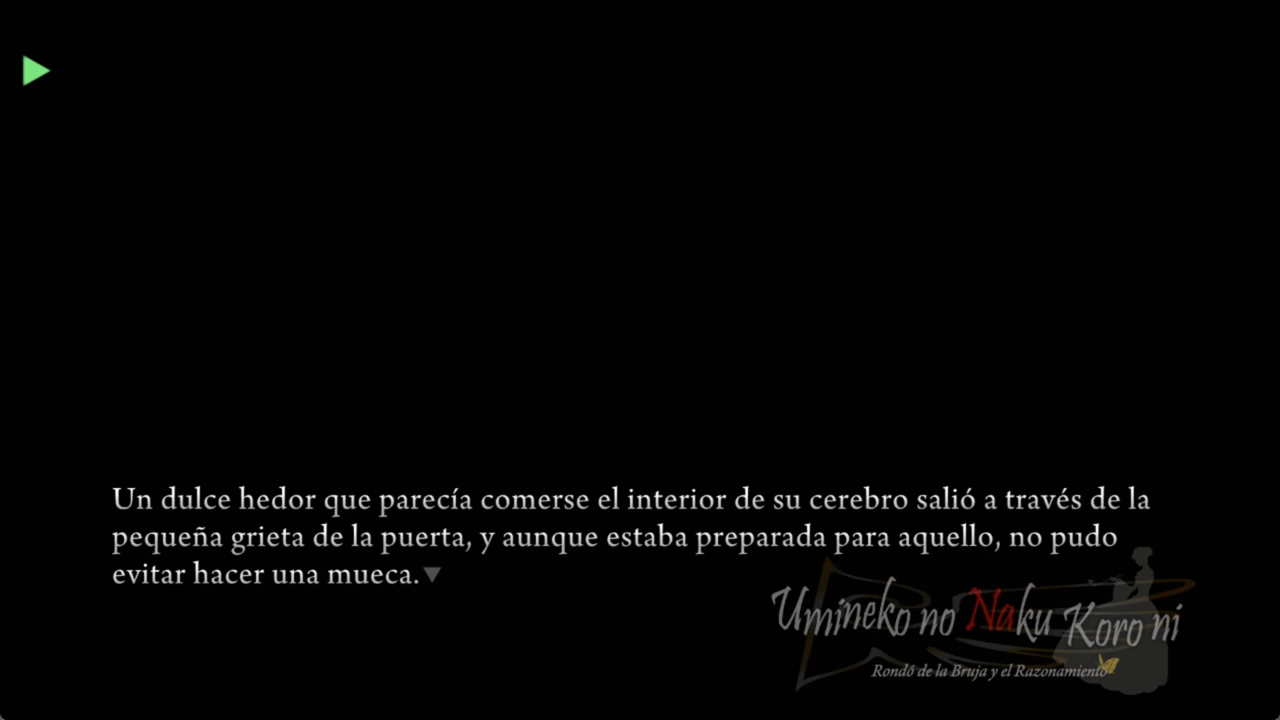 Un dulce hedor que parecía comerse el interior de su cerebro salió a través de la
pequeña grieta de la puerta, y aunque estaba preparada para aquello, no pudo
evitar hacer una mueca.
Umineko no Naku Koro ni
Rondó de la Bruja y el Razonamiento